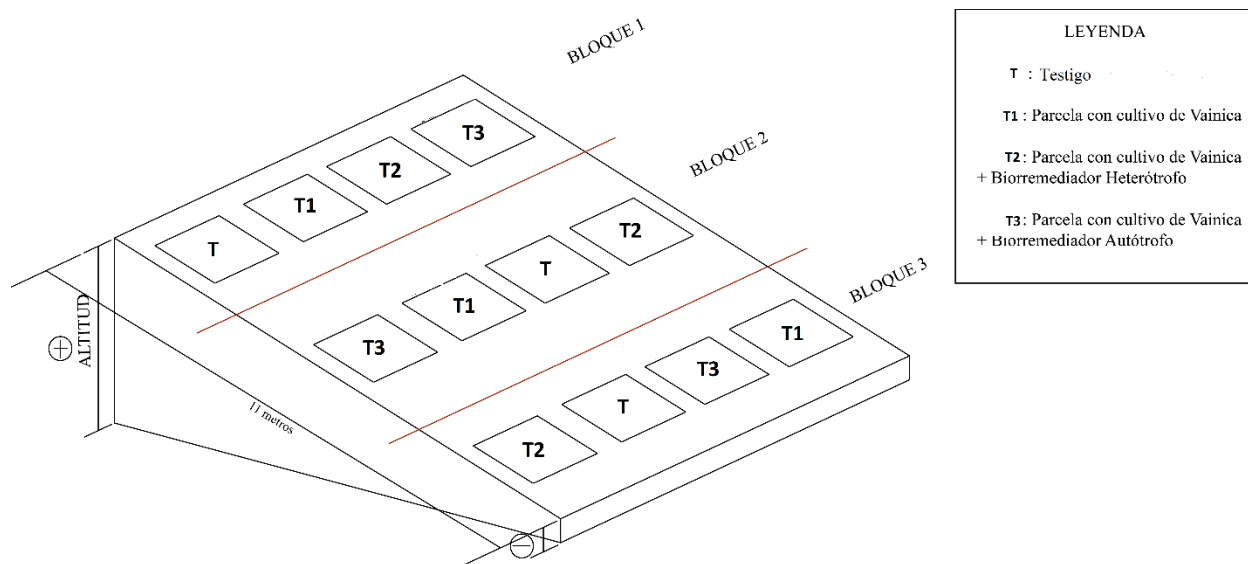 BLOQUE 1
T3
T2
T1
T
BLOQUE 2
T2
T
T1
T3
BLOQUE 3
T1
T3
T
T2
ALTITUD
11 metros
LEYENDA
T : Testigo
T1: Parcela con cultivo de Vainica
T2: Parcela con cultivo de Vainica
+ Biorremediador Heterótrofo
T3: Parcela con cultivo de Vainica
+ Biorremediador Autótrofo